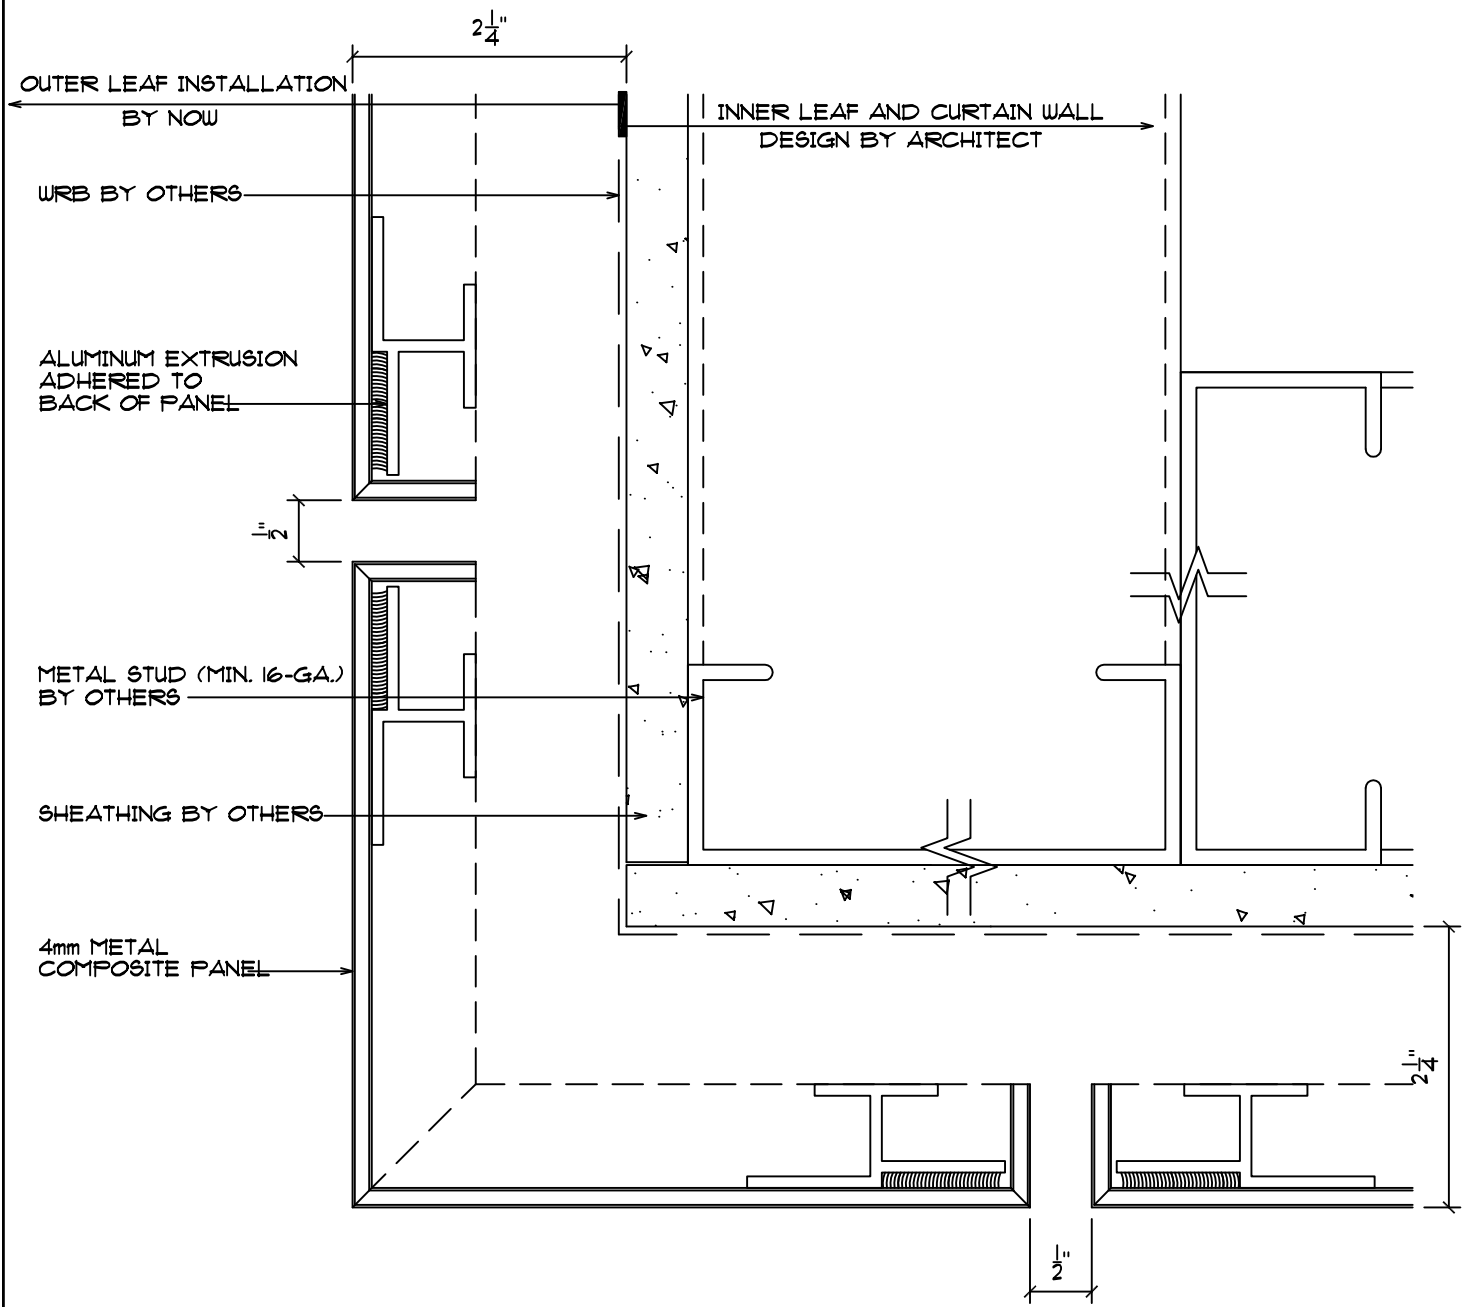 2 1/4"
OUTER LEAF INSTALLATION
BY NOW
INNER LEAF AND CURTAIN WALL
DESIGN BY ARCHITECT
WRB BY OTHERS
ALUMINUM EXTRUSION
ADHERED TO
BACK OF PANEL
1/2"
METAL STUD (MIN. 16-GA.)
BY OTHERS
SHEATHING BY OTHERS
4mm METAL
COMPOSITE PANEL
2 1/4"
1/2"